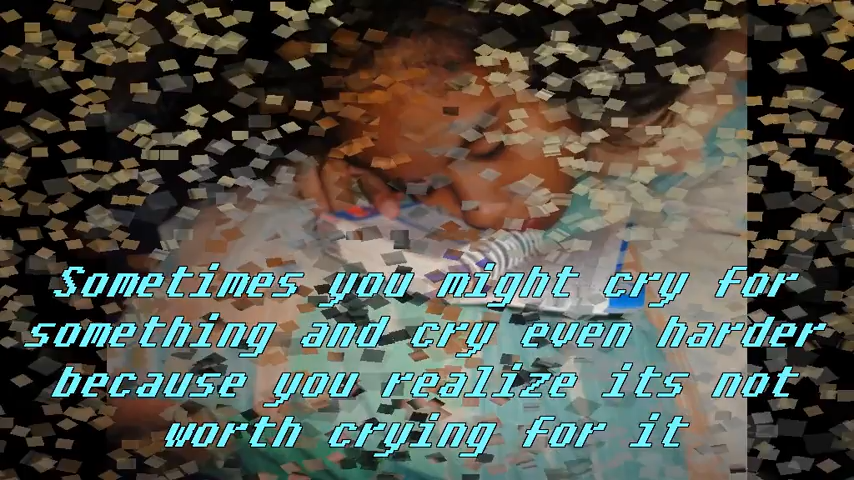 Sometimes you might cry for
something and cry even harder
because you realize its not
worth crying for it